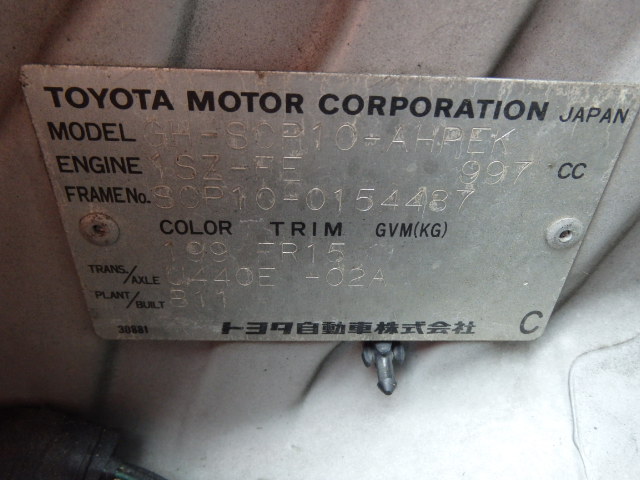 TOYOTA MOTOR CORPORATION JAPAN
MODEL GH-SCP10-AHPEK
ENGINE 1SZ-FE 997 CC
FRAME No. SCP10-0154487
COLOR TRIM GVM(KG)
199 FR15
TRANS./AXLE U440E -02A
PLANT/BUILT B11
30881
トヨタ自動車株式会社 C